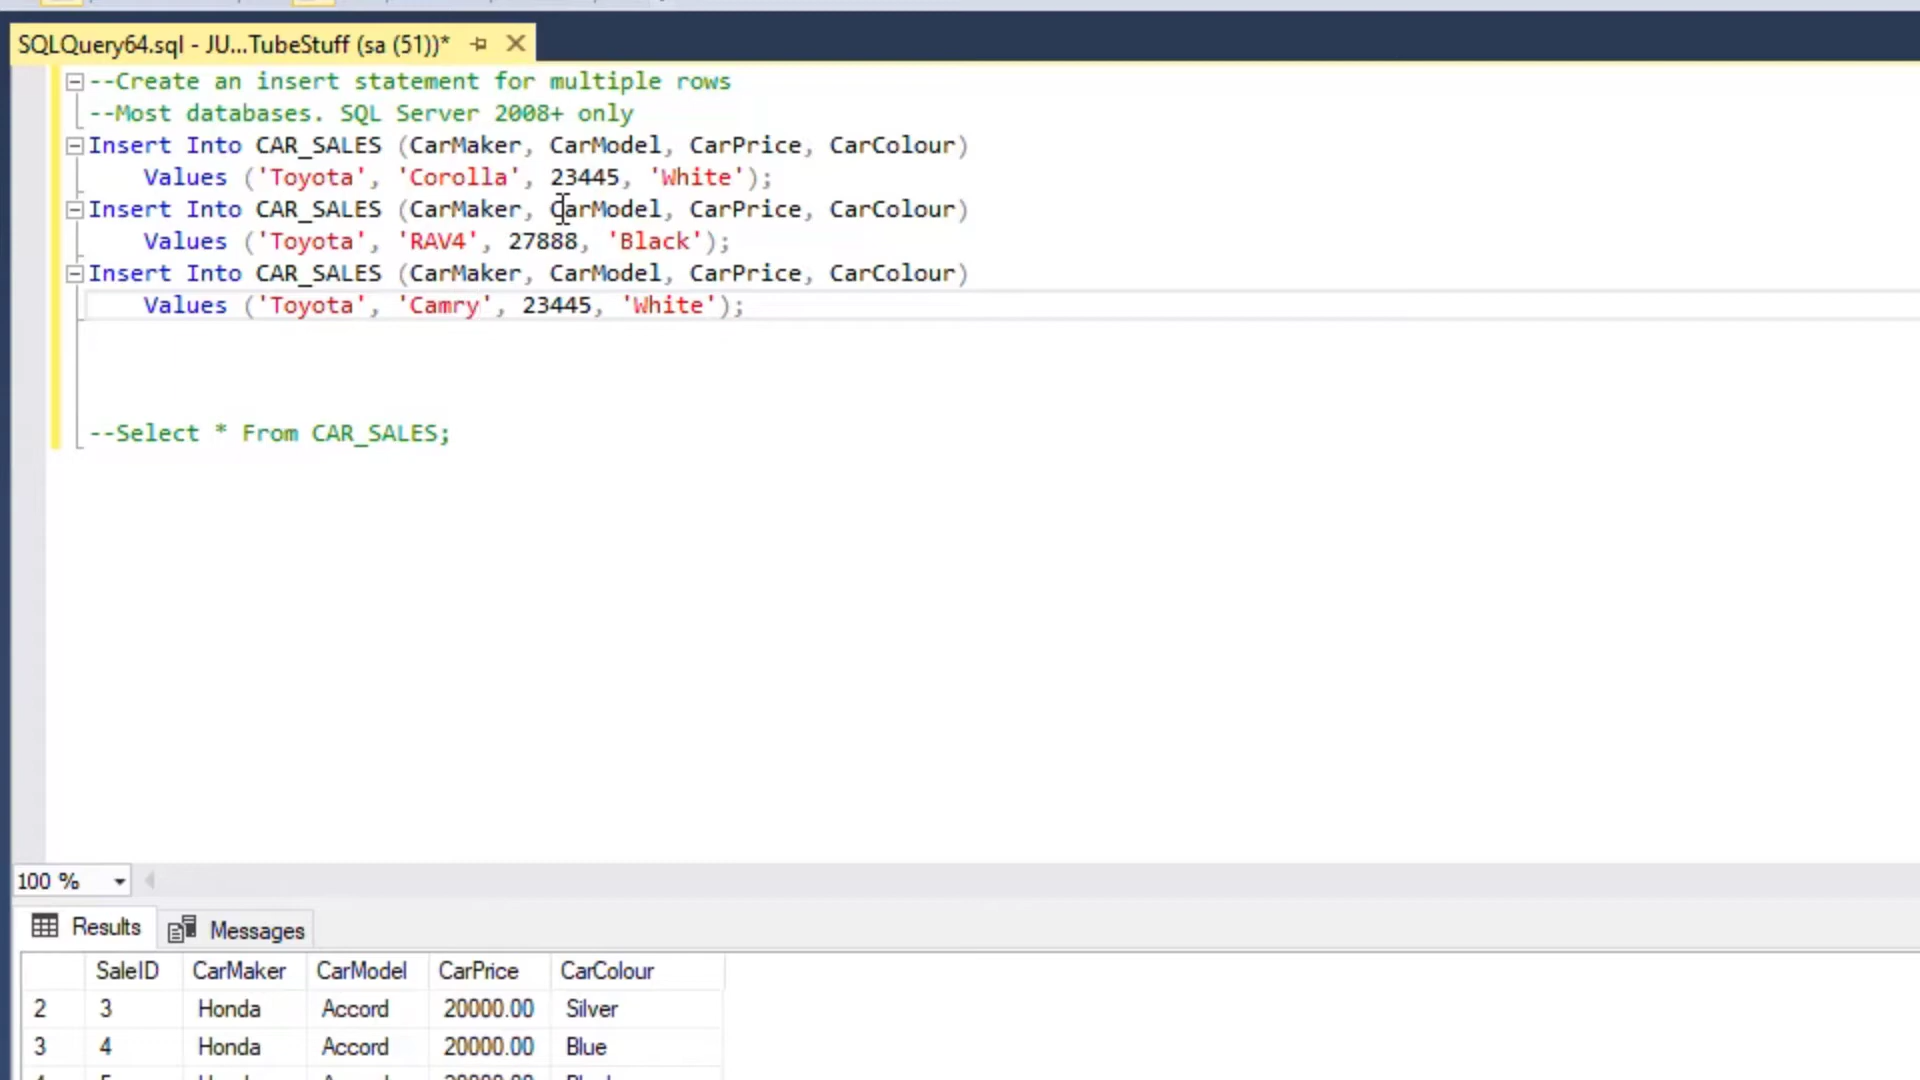 SQLQuery64.sql - JU...TubeStuff (sa (51))*
--Create an insert statement for multiple rows
--Most databases. SQL Server 2008+ only
Insert Into CAR_SALES (CarMaker, CarModel, CarPrice, CarColour)
Values ('Toyota', 'Corolla', 23445, 'White');
Insert Into CAR_SALES (CarMaker, CarModel, CarPrice, CarColour)
Values ('Toyota', 'RAV4', 27888, 'Black');
Insert Into CAR_SALES (CarMaker, CarModel, CarPrice, CarColour)
Values ('Toyota', 'Camry', 23445, 'White');
--Select * From CAR_SALES;
100 %
Results Messages
SaleID CarMaker CarModel CarPrice CarColour
2 3 Honda Accord 20000.00 Silver
3 4 Honda Accord 20000.00 Blue